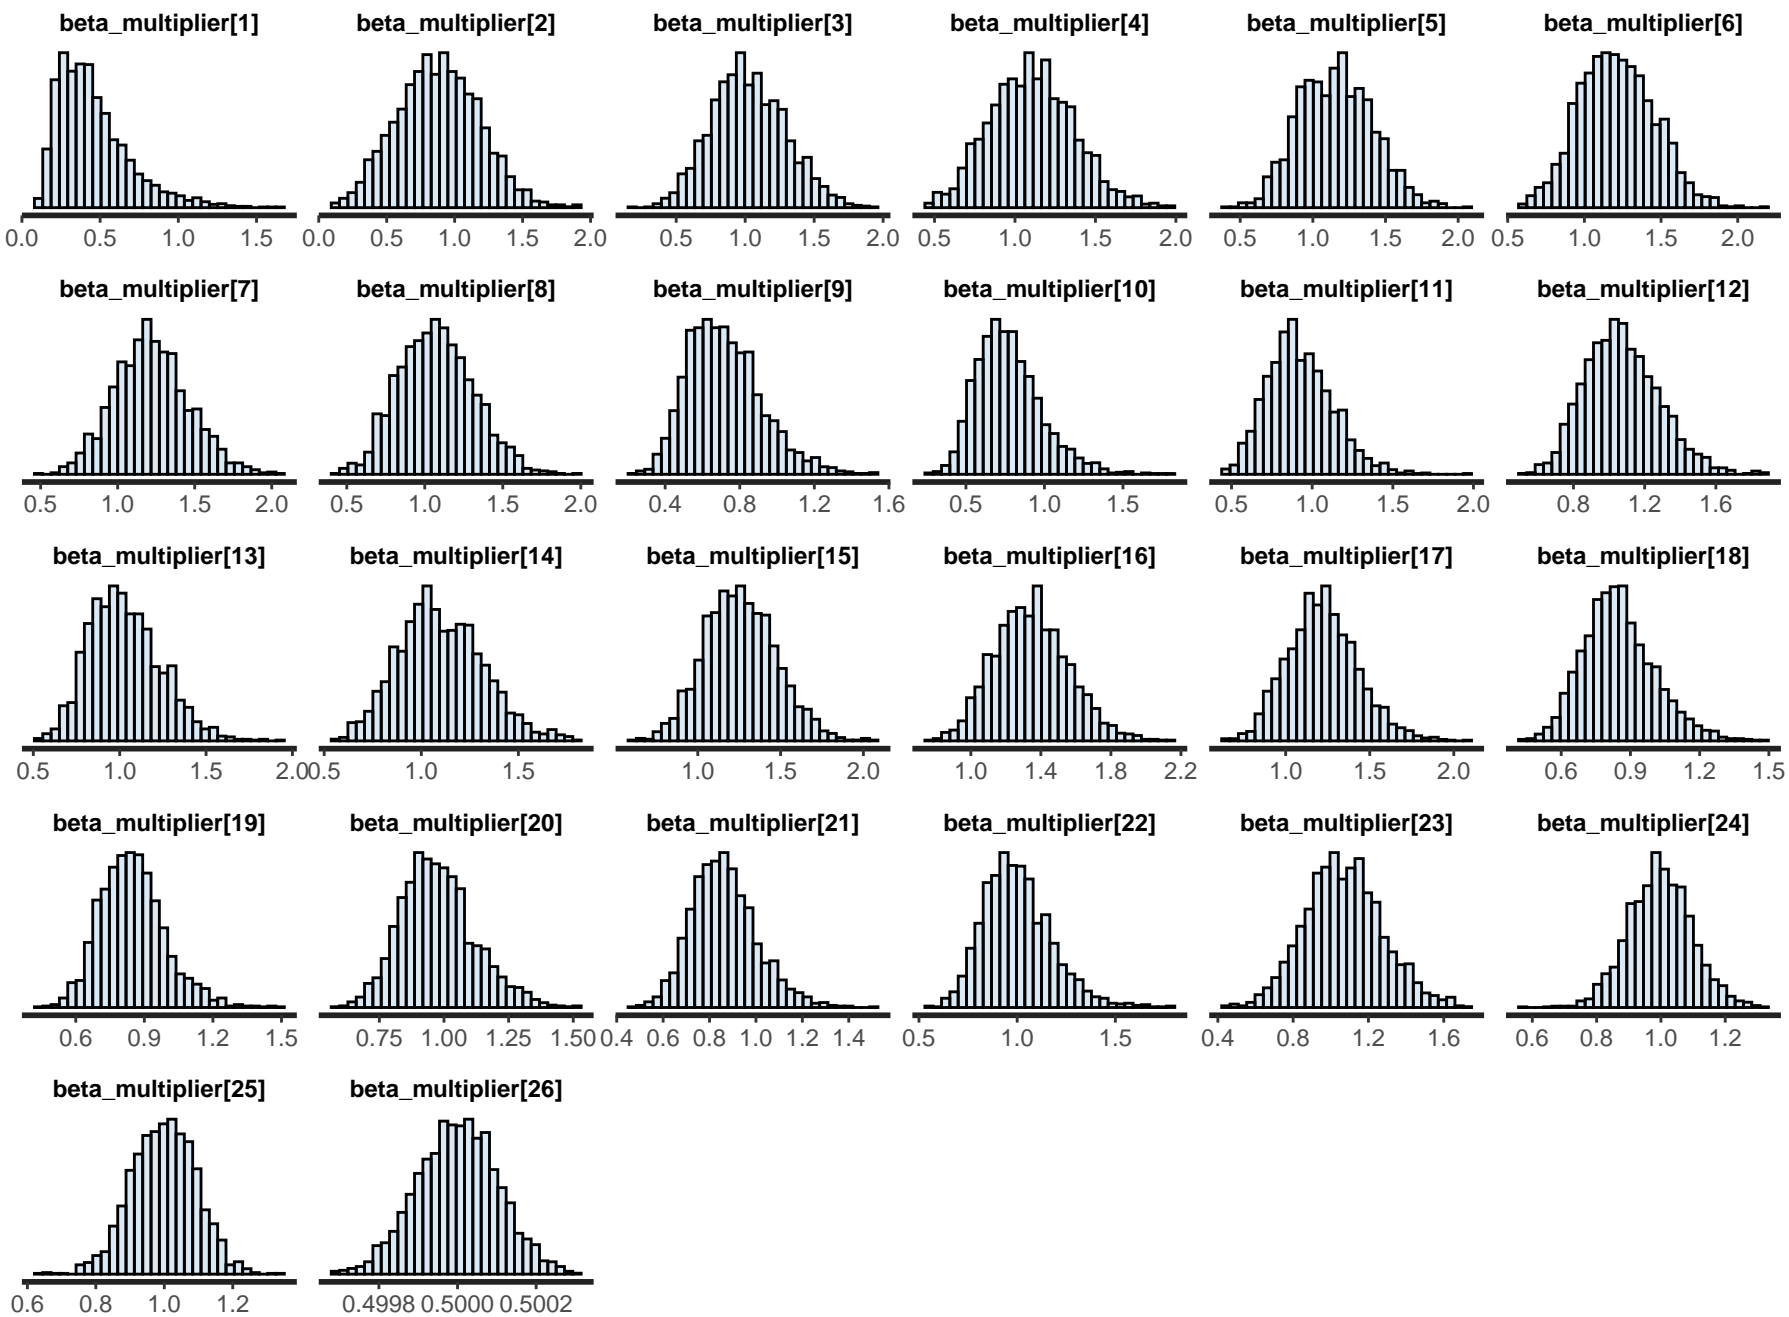 beta_multiplier[1] beta_multiplier[2] beta_multiplier[3] beta_multiplier[4] beta_multiplier[5] beta_multiplier[6]
0.0 0.5 1.0 1.5 0.0 0.5 1.0 1.5 2.0 0.5 1.0 1.5 2.0 0.5 1.0 1.5 2.0 0.5 1.0 1.5 2.0 0.5 1.0 1.5 2.0
beta_multiplier[7] beta_multiplier[8] beta_multiplier[9] beta_multiplier[10] beta_multiplier[11] beta_multiplier[12]
0.5 1.0 1.5 2.0 0.5 1.0 1.5 2.0 0.4 0.8 1.2 1.6 0.5 1.0 1.5 0.5 1.0 1.5 2.0 0.8 1.2 1.6
beta_multiplier[13] beta_multiplier[14] beta_multiplier[15] beta_multiplier[16] beta_multiplier[17] beta_multiplier[18]
0.5 1.0 1.5 2.0 0.5 1.0 1.5 1.0 1.5 2.0 1.0 1.4 1.8 2.2 1.0 1.5 2.0 0.6 0.9 1.2 1.5
beta_multiplier[19] beta_multiplier[20] beta_multiplier[21] beta_multiplier[22] beta_multiplier[23] beta_multiplier[24]
0.6 0.9 1.2 1.5 0.75 1.00 1.25 1.50 0.4 0.6 0.8 1.0 1.2 1.4 0.5 1.0 1.5 0.4 0.8 1.2 1.6 0.6 0.8 1.0 1.2
beta_multiplier[25] beta_multiplier[26]
0.6 0.8 1.0 1.2 0.4998 0.5000 0.5002